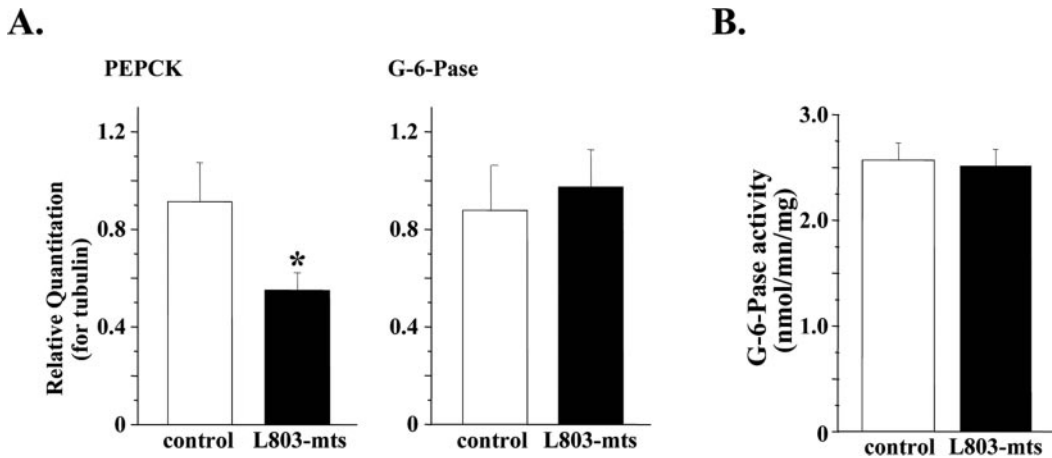 A.
PEPCK
G-6-Pase
Relative Quantitation
(for tubulin)
1.2
0.8
0.4
0
*
control L803-mts
1.2
0.8
0.4
0
control L803-mts
B.
G-6-Pase activity
(nmol/mn/mg)
3.0
2.0
1.0
0
control L803-mts